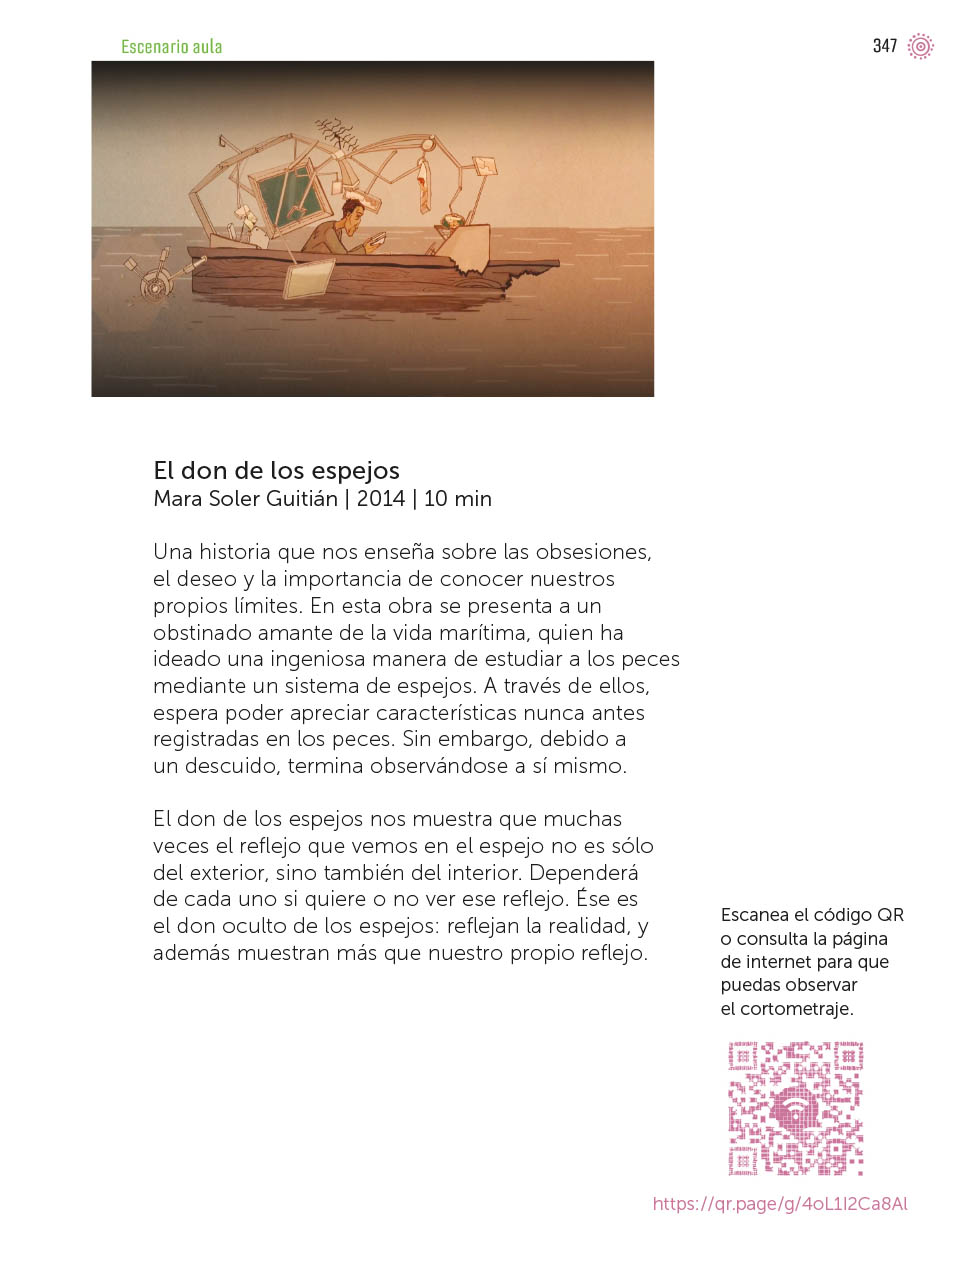 Escenario aula
347
El don de los espejos
Mara Soler Guitián | 2014 | 10 min
Una historia que nos enseña sobre las obsesiones,
el deseo y la importancia de conocer nuestros
propios límites. En esta obra se presenta a un
obstinado amante de la vida marítima, quien ha
ideado una ingeniosa manera de estudiar a los peces
mediante un sistema de espejos. A través de ellos,
espera poder apreciar características nunca antes
registradas en los peces. Sin embargo, debido a
un descuido, termina observándose a sí mismo.
El don de los espejos nos muestra que muchas
veces el reflejo que vemos en el espejo no es sólo
del exterior, sino también del interior. Dependerá
de cada uno si quiere o no ver ese reflejo. Ése es
el don oculto de los espejos: reflejan la realidad, y
además muestran más que nuestro propio reflejo.
Escanea el código QR
o consulta la página
de internet para que
puedas observar
el cortometraje.
https://qr.page/g/4oL1I2Ca8Al